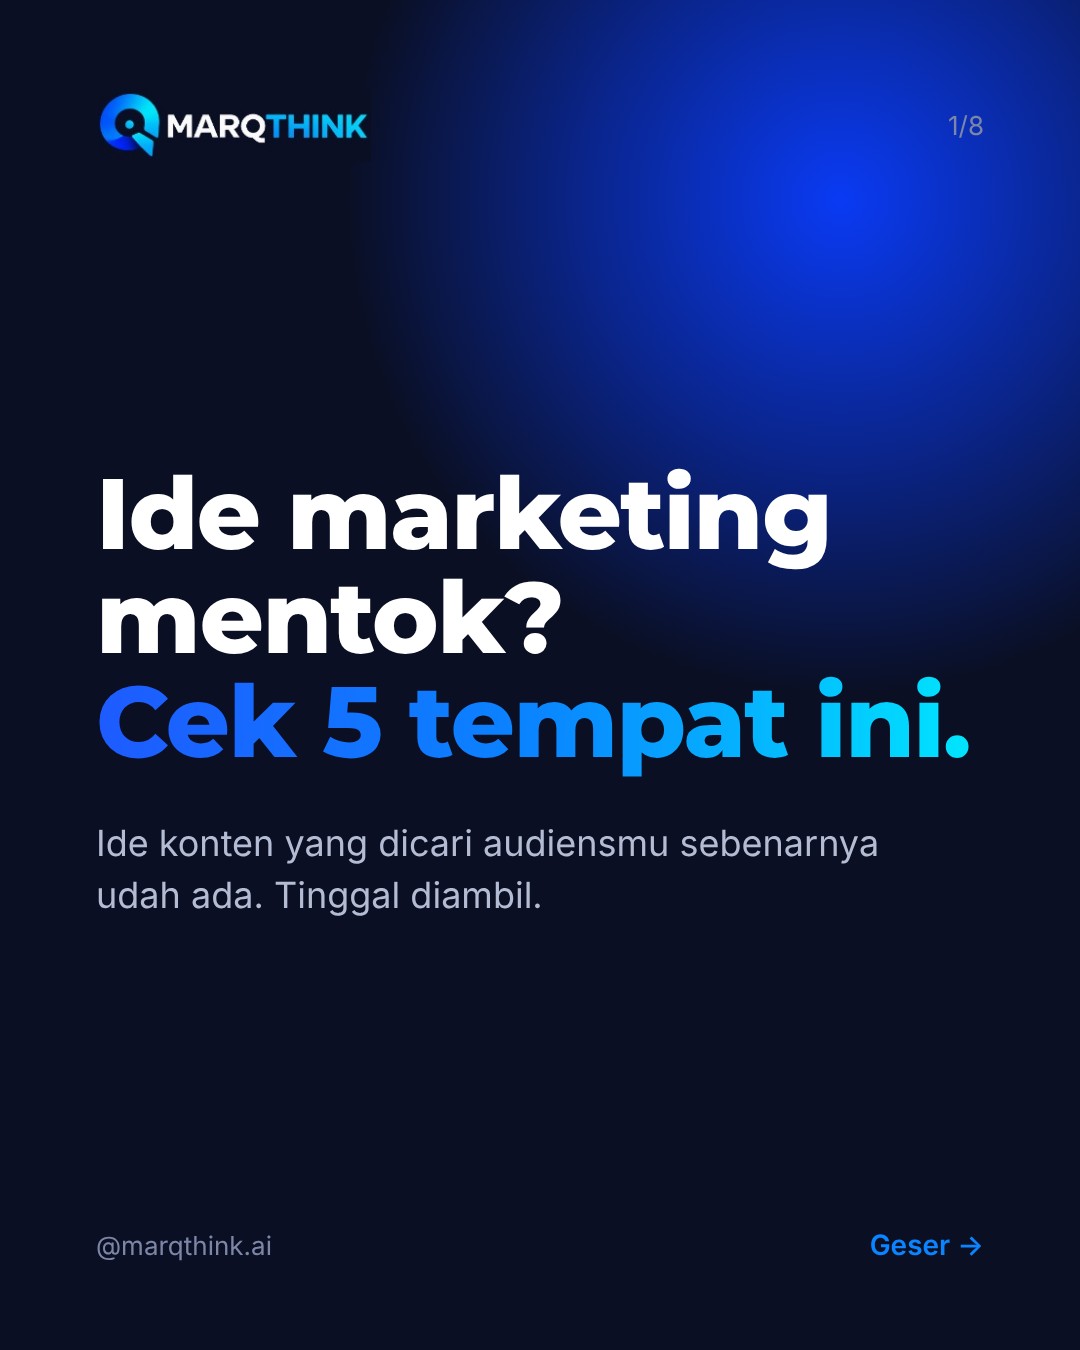 MARQTHINK
1/8
Ide marketing
mentok?
Cek 5 tempat ini.
Ide konten yang dicari audiensmu sebenarnya
udah ada. Tinggal diambil.
@marqthink.ai
Geser →